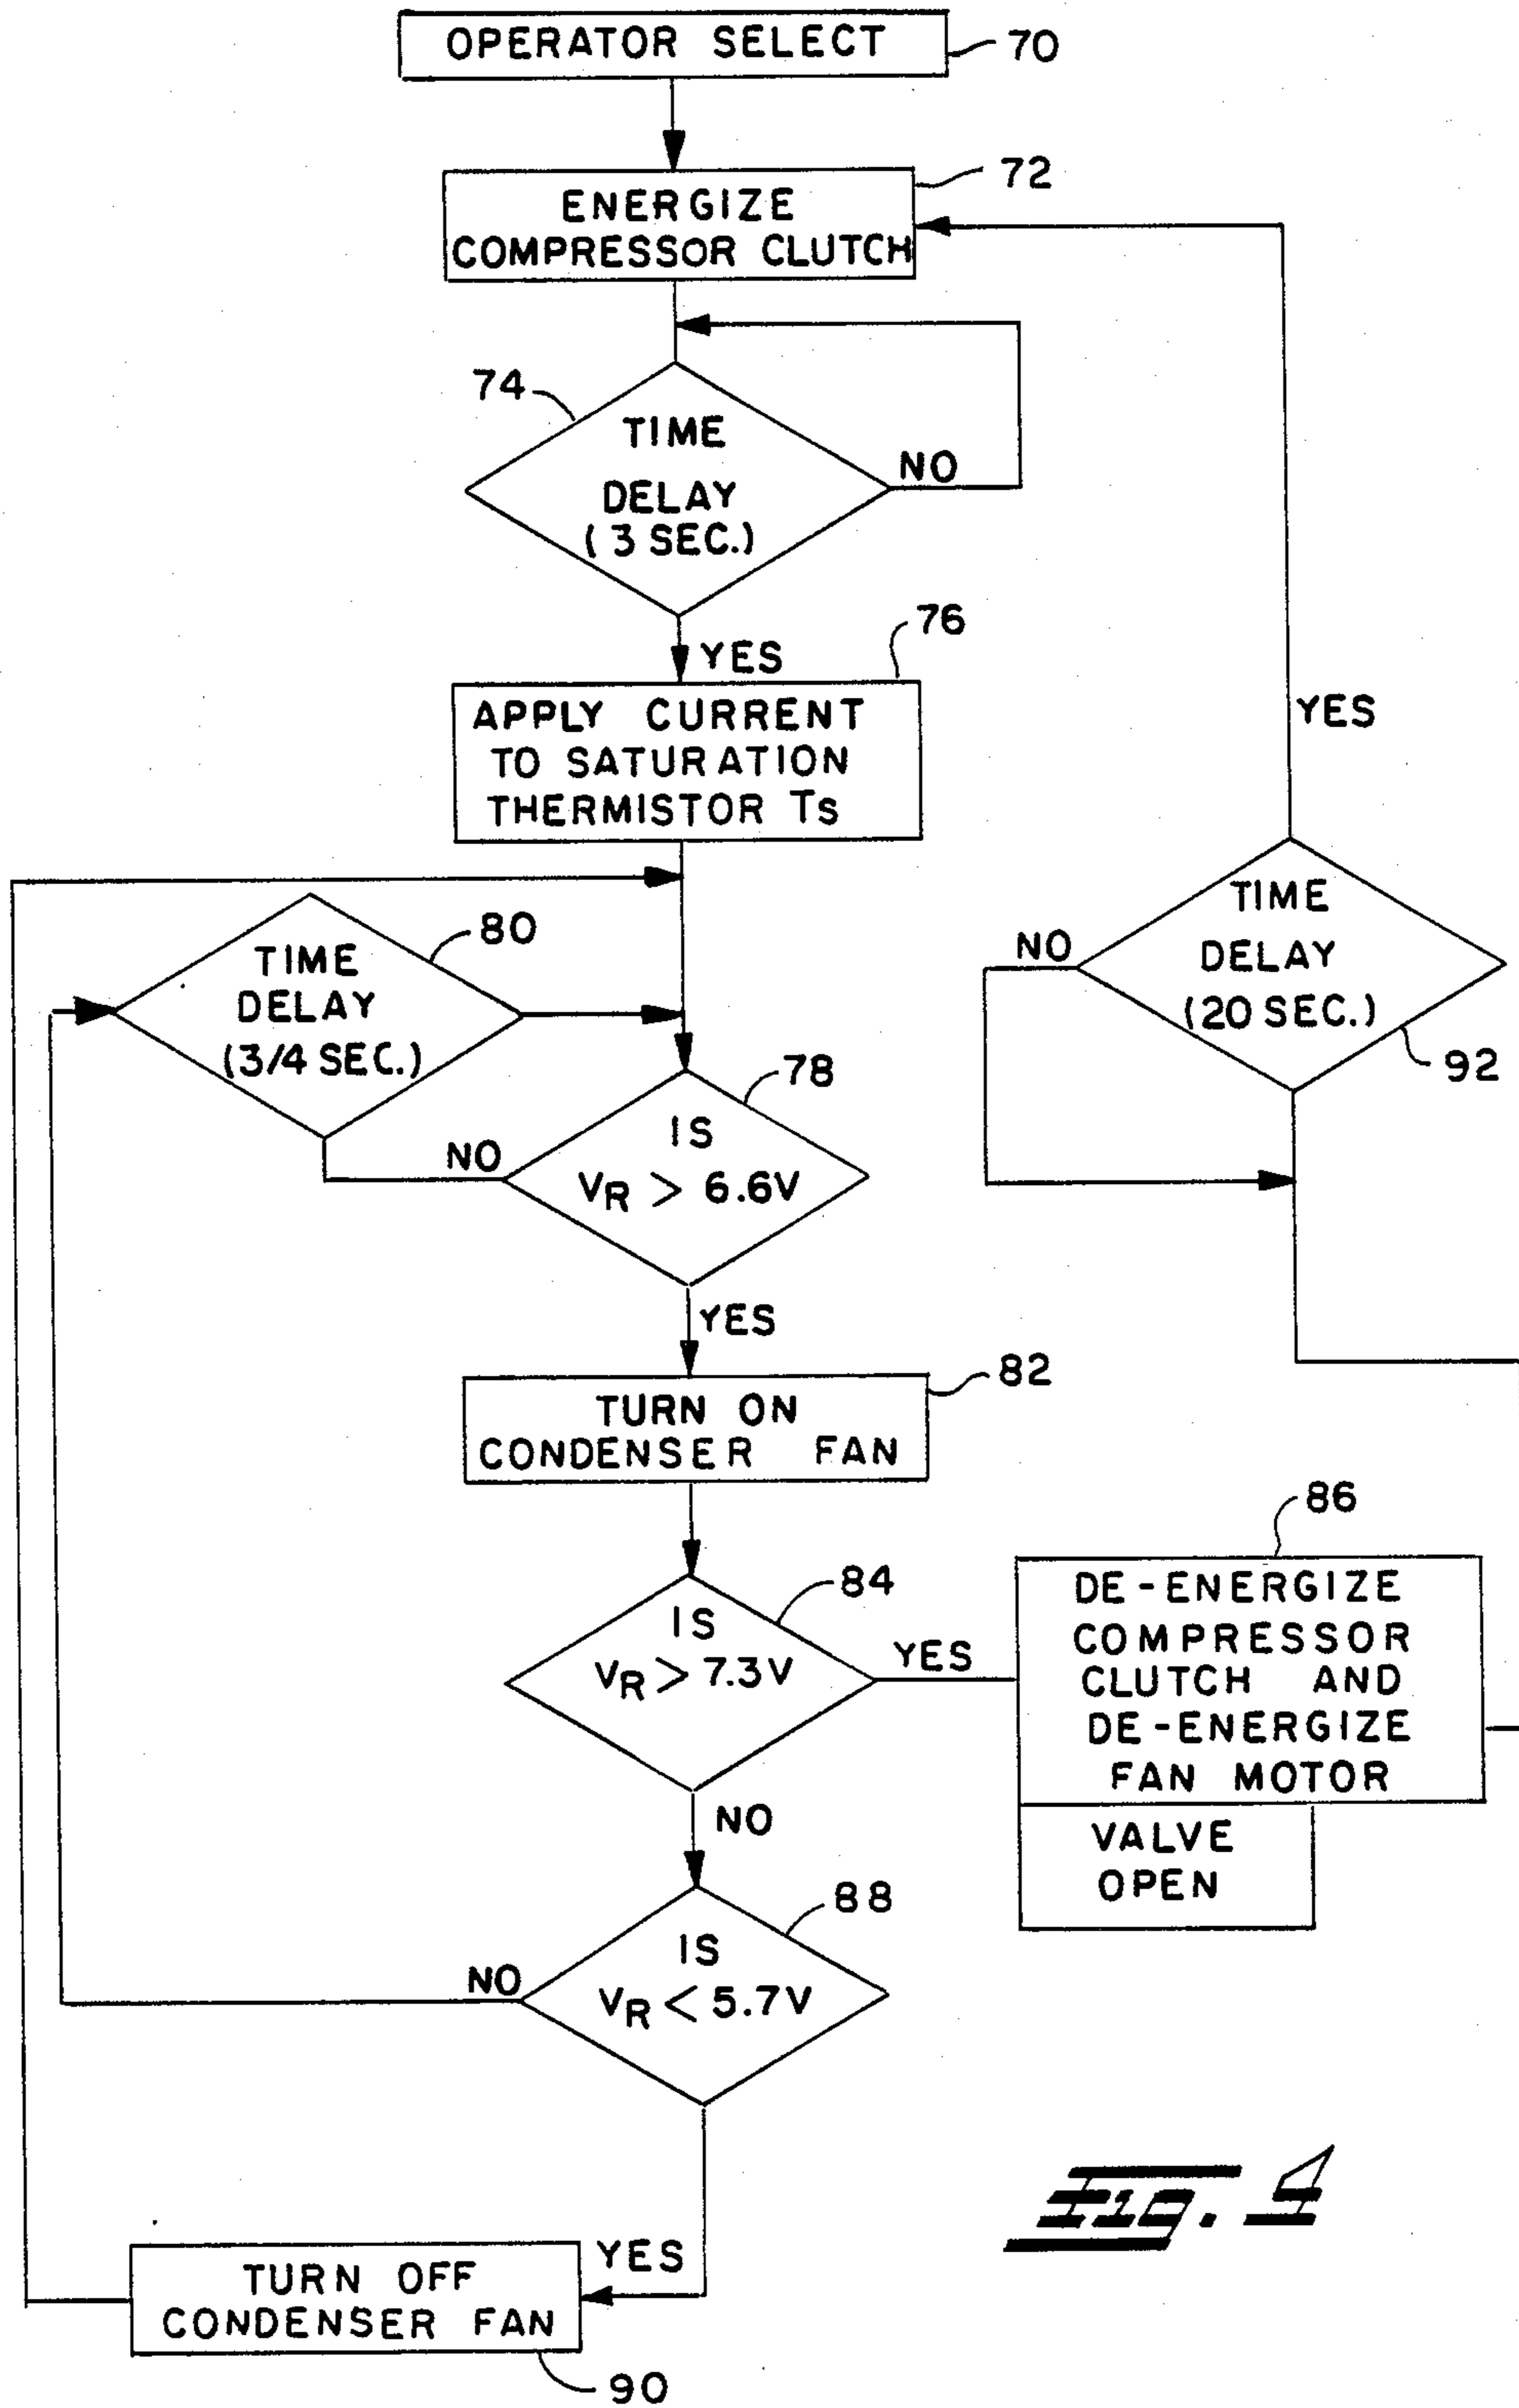 OPERATOR SELECT
70
72
ENERGIZE
COMPRESSOR CLUTCH
74
TIME
DELAY
(3 SEC.)
NO
76
YES
APPLY CURRENT
TO SATURATION
THERMISTOR Ts
YES
80
TIME
DELAY
(3/4 SEC.)
TIME
DELAY
(20 SEC.)
NO
92
78
IS
VR > 6.6V
NO
YES
82
TURN ON
CONDENSER FAN
84
IS
VR > 7.3V
YES
86
DE-ENERGIZE
COMPRESSOR
CLUTCH AND
DE-ENERGIZE
FAN MOTOR
VALVE
OPEN
NO
88
IS
VR < 5.7V
NO
YES
TURN OFF
CONDENSER FAN
90
Fig. 4